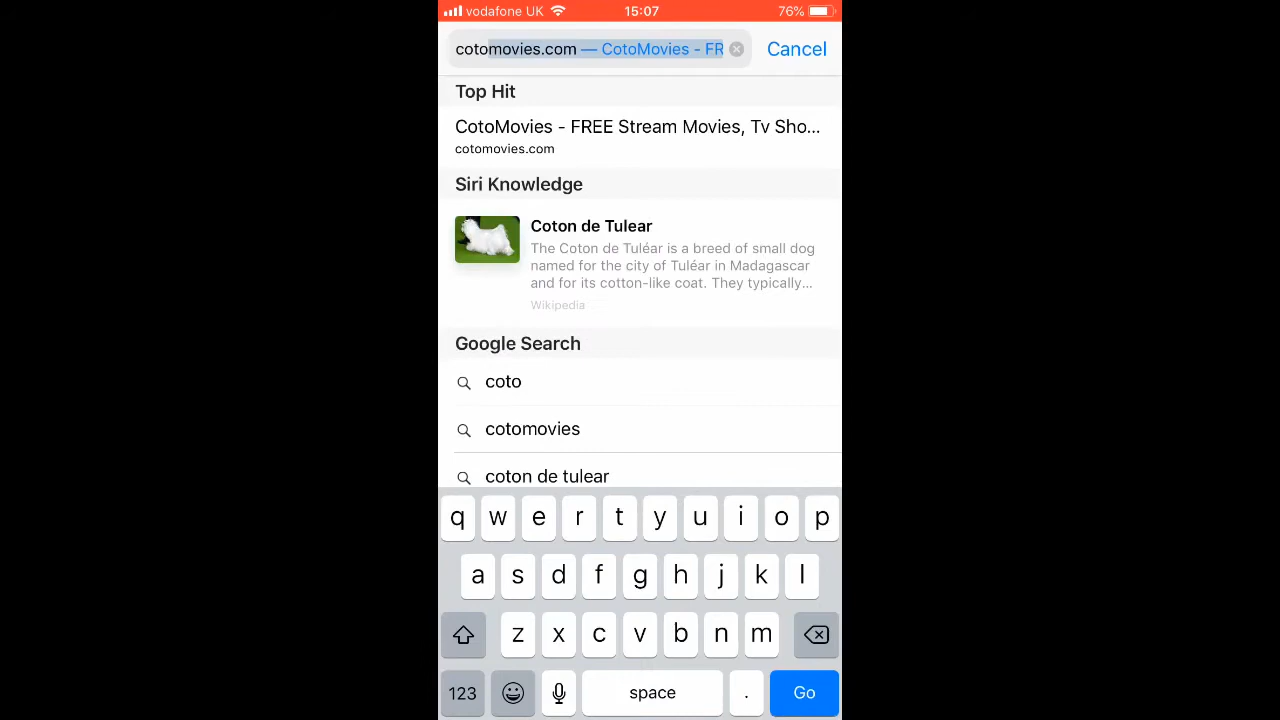 vodafone UK 15:07 76%
cotomovies.com — CotoMovies - FR Cancel
Top Hit
CotoMovies - FREE Stream Movies, Tv Sho...
cotomovies.com
Siri Knowledge
Coton de Tulear
The Coton de Tuléar is a breed of small dog
named for the city of Tuléar in Madagascar
and for its cotton-like coat. They typically...
Wikipedia
Google Search
coto
cotomovies
coton de tulear
q w e r t y u i o p
a s d f g h j k l
z x c v b n m
123 space . Go